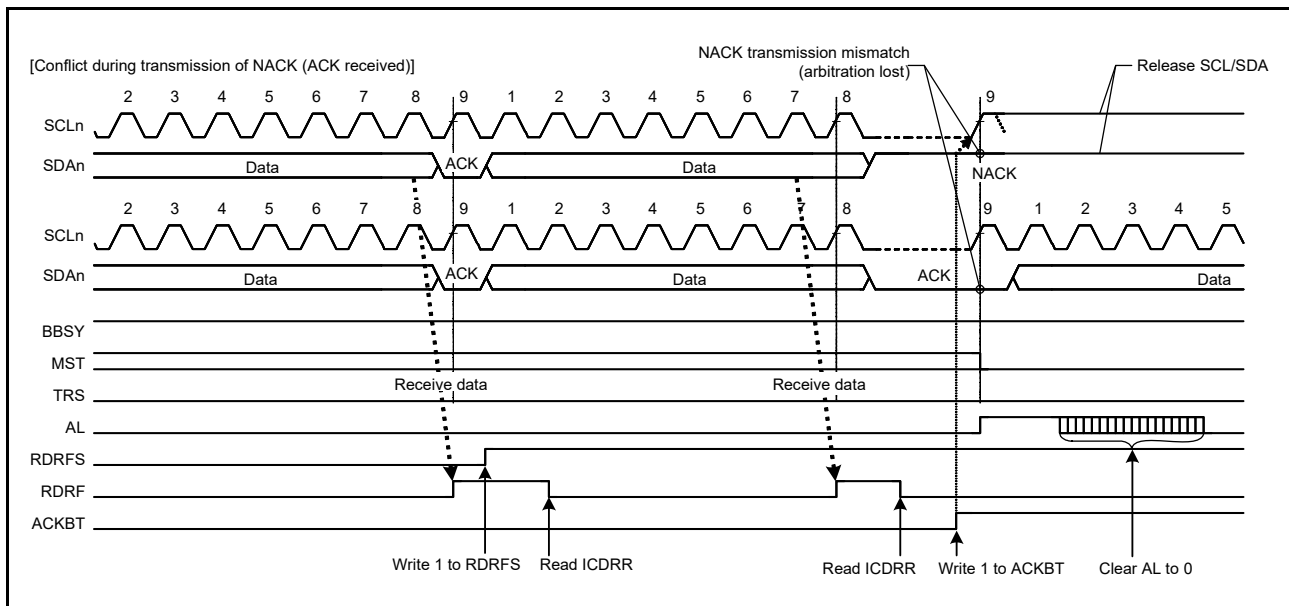 NACK transmission mismatch
(arbitration lost)
[Conflict during transmission of NACK (ACK received)]
Release SCL/SDA
2 3 4 5 6 7 8 9 1 2 3 4 5 6 7 8 9
SCLn
SDAn Data ACK Data NACK
2 3 4 5 6 7 8 9 1 2 3 4 5 6 7 8 9 1 2 3 4 5
SCLn
SDAn Data ACK Data ACK Data
BBSY
MST
Receive data Receive data
TRS
AL
RDRFS
RDRF
ACKBT
Write 1 to RDRFS Read ICDRR Read ICDRR Write 1 to ACKBT Clear AL to 0